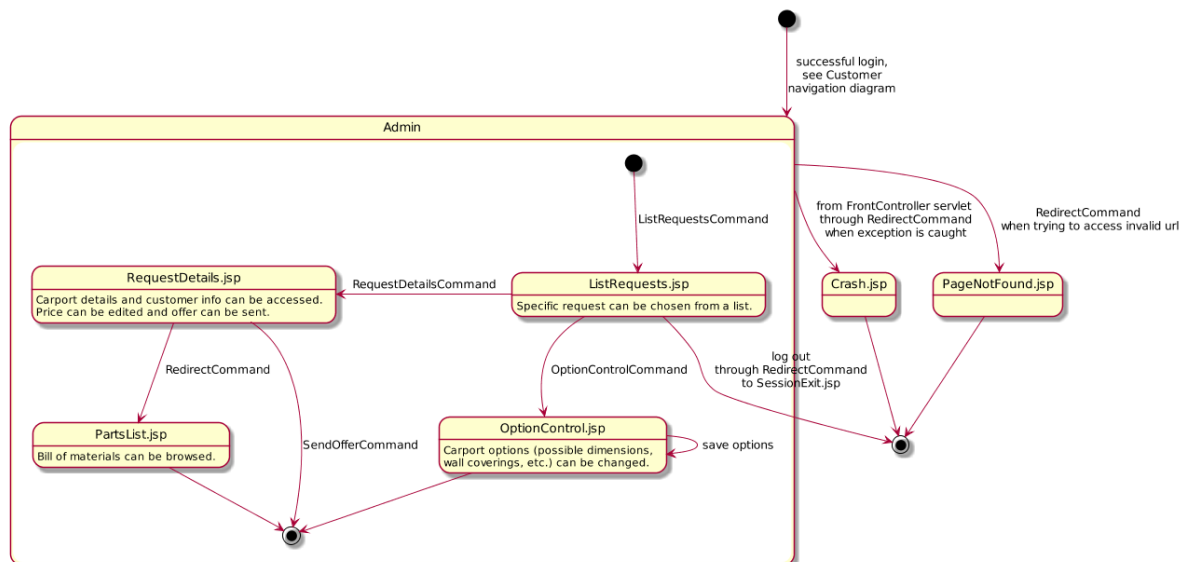 successful login,
see Customer
navigation diagram
Admin
ListRequestsCommand
from FrontController servlet
through RedirectCommand
when exception is caught
RedirectCommand
when trying to access invalid url
RequestDetails.jsp
Carport details and customer info can be accessed.
Price can be edited and offer can be sent.
RequestDetailsCommand
ListRequests.jsp
Specific request can be chosen from a list.
Crash.jsp
PageNotFound.jsp
RedirectCommand
OptionControlCommand
log out
through RedirectCommand
to SessionExit.jsp
PartsList.jsp
Bill of materials can be browsed.
SendOfferCommand
OptionControl.jsp
Carport options (possible dimensions,
wall coverings, etc.) can be changed.
save options